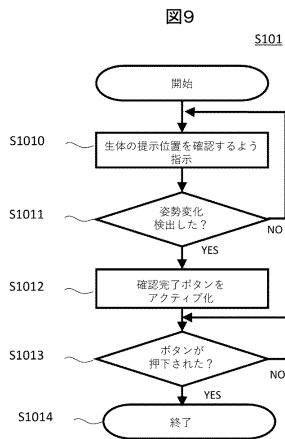 図9
S101
開始
S1010
生体の提示位置を確認するよう
指示
S1011
姿勢変化
検出した？
NO
YES
S1012
確認完了ボタンを
アクティブ化
S1013
ボタンが
押下された？
NO
YES
S1014
終了